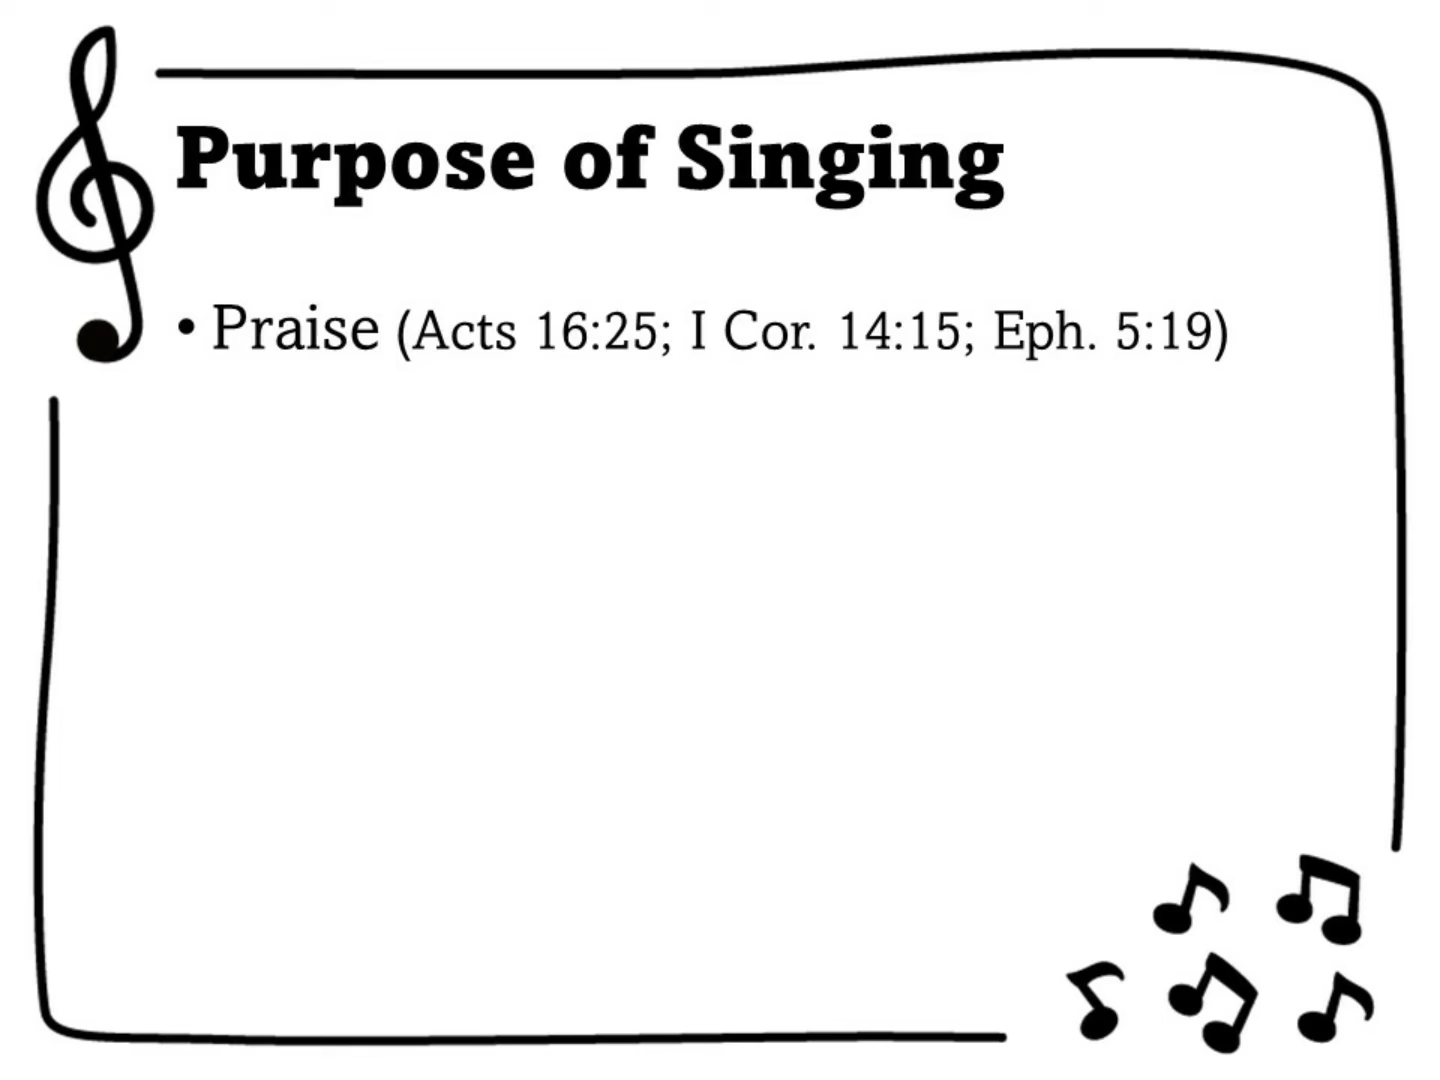 Purpose of Singing
• Praise (Acts 16:25; I Cor. 14:15; Eph. 5:19)